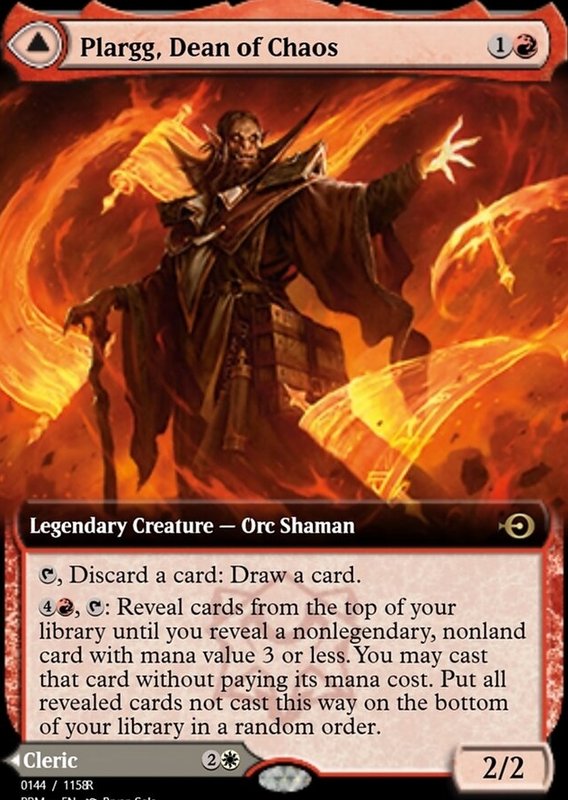 Plargg, Dean of Chaos 1
Legendary Creature — Orc Shaman
, Discard a card: Draw a card.
4 , : Reveal cards from the top of your
library until you reveal a nonlegendary, nonland
card with mana value 3 or less. You may cast
that card without paying its mana cost. Put all
revealed cards not cast this way on the bottom
of your library in a random order.
Cleric 2
2/2
0144 / 1158R